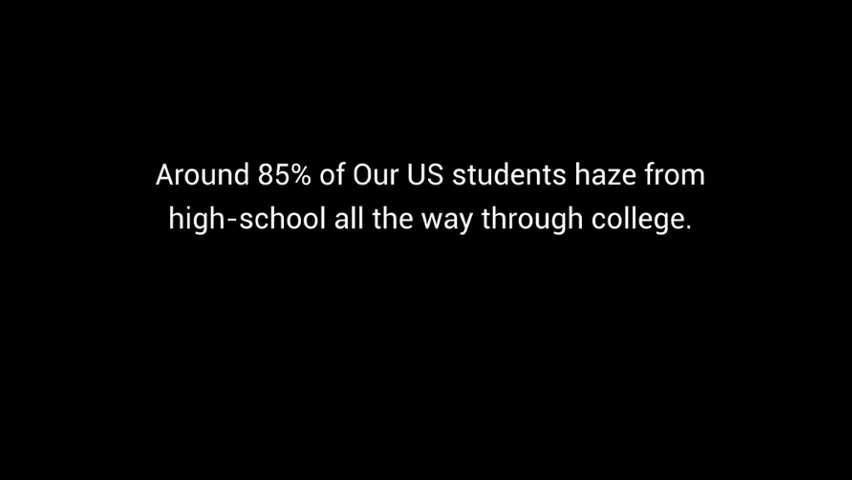 Around 85% of Our US students haze from
high-school all the way through college.